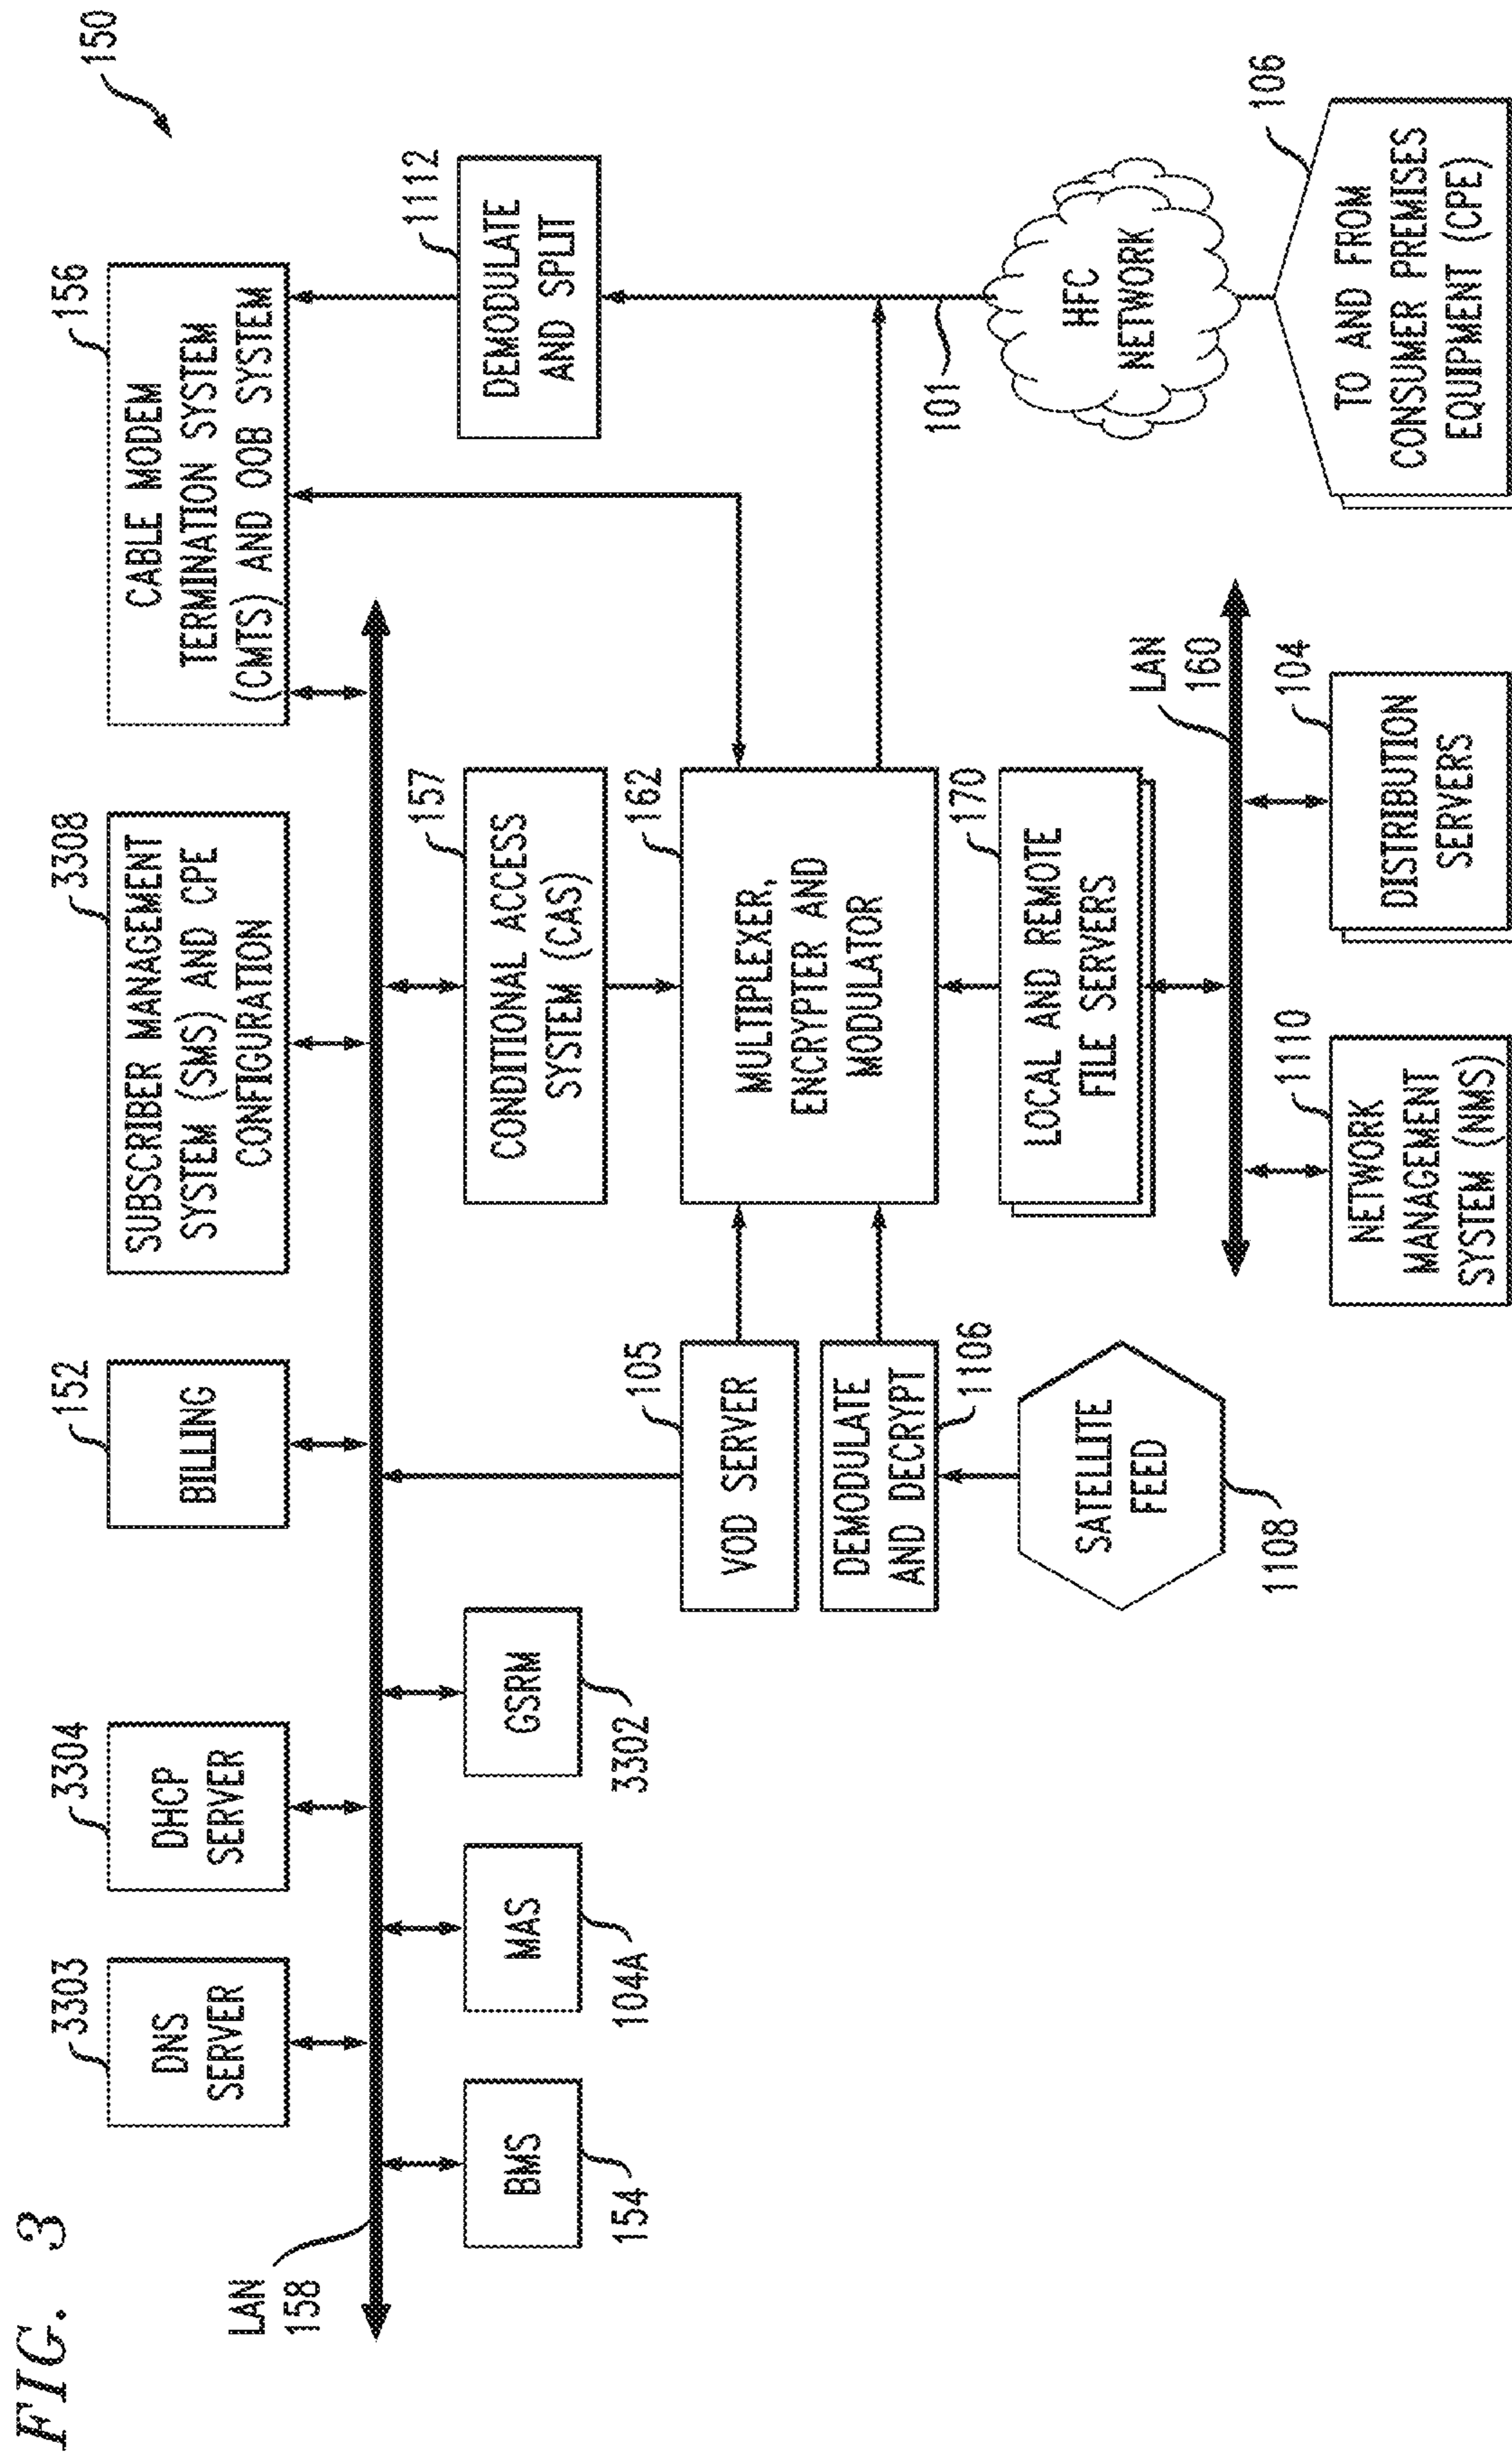 FIG. 3
150
3303
DNS
SERVER
3304
DHCP
SERVER
152
BILLING
3308
SUBSCRIBER MANAGEMENT
SYSTEM (SMS) AND CPE
CONFIGURATION
156
CABLE MODEM
TERMINATION SYSTEM
(CMTS) AND OOB SYSTEM
LAN
158
BMS
154
MAS
104A
GSRM
3302
157
CONDITIONAL ACCESS
SYSTEM (CAS)
1112
DEMODULATE
AND SPLIT
105
VOD SERVER
162
MULTIPLEXER,
ENCRYPTER AND
MODULATOR
DEMODULATE
AND DECRYPT
1106
101
SATELLITE
FEED
1108
170
LOCAL AND REMOTE
FILE SERVERS
HFC
NETWORK
LAN
160
1110
NETWORK
MANAGEMENT
SYSTEM (NMS)
104
DISTRIBUTION
SERVERS
106
TO AND FROM
CONSUMER PREMISES
EQUIPMENT (CPE)